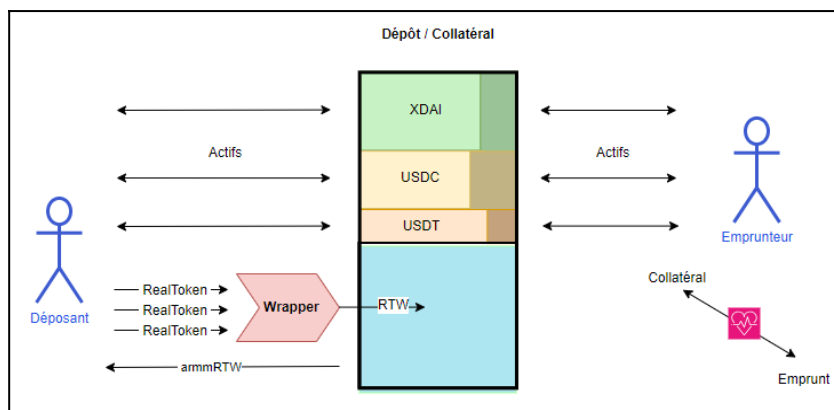 Dépôt / Collatéral
XDAI
Actifs
Actifs
USDC
USDT
Emprunteur
Déposant
RealToken
RealToken
RealToken
Wrapper
RTW
armmRTW
Collatéral
Emprunt